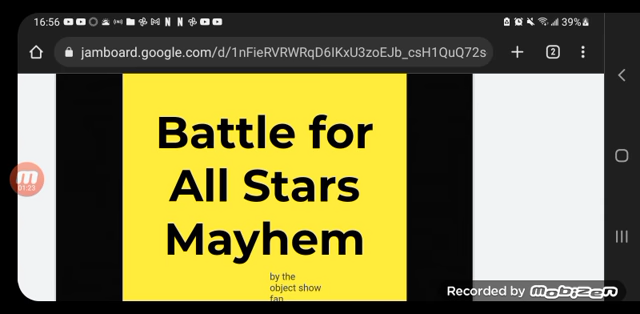 16:56
39%
jamboard.google.com/d/1nFieRVRWRqD6IKxU3zoEJb_csH1QuQ72s
2
Battle for
All Stars
Mayhem
by the
object show
fan
01:23
Recorded by Mobizen